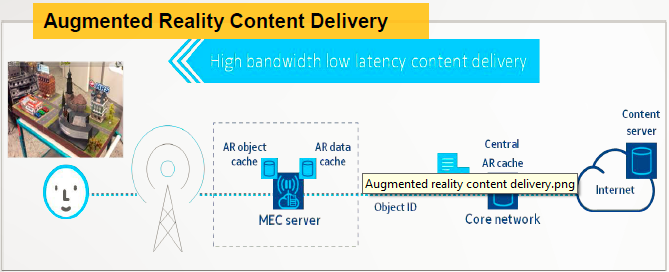 Augmented Reality Content Delivery
High bandwidth low latency content delivery
AR object
cache
AR data
cache
MEC server
Augmented reality content delivery.png
Object ID
Central
AR cache
Core network
Content
server
Internet